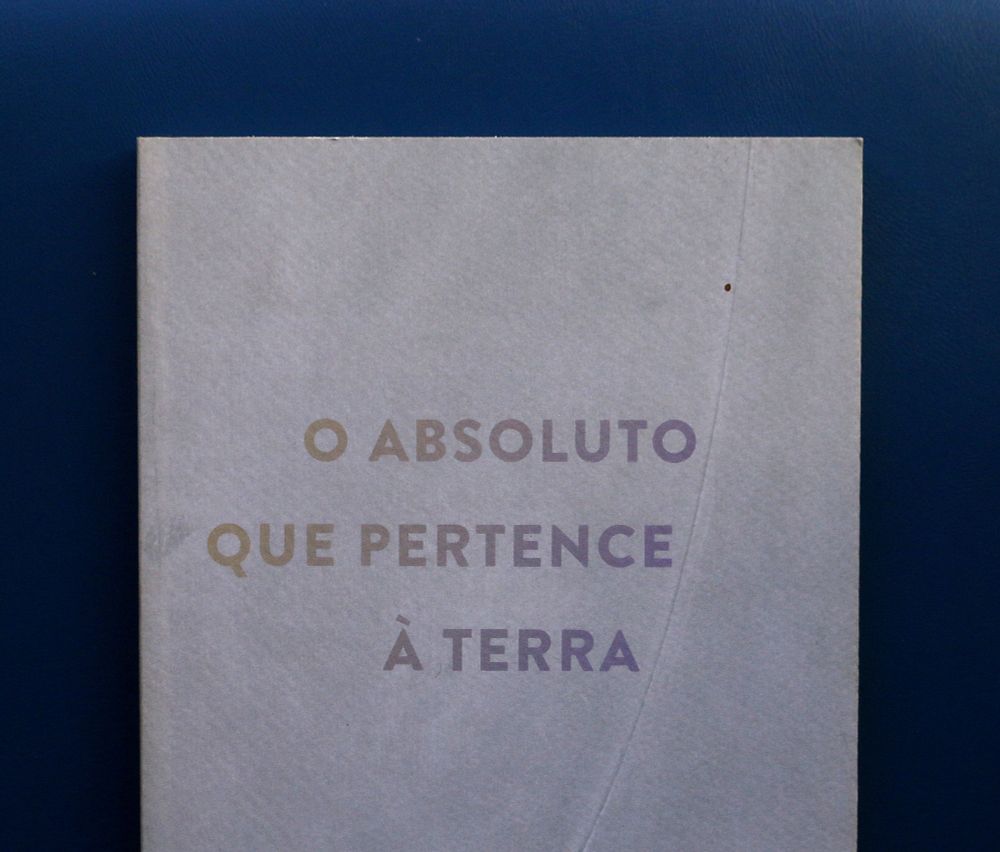 O ABSOLUTO
QUE PERTENCE
À TERRA